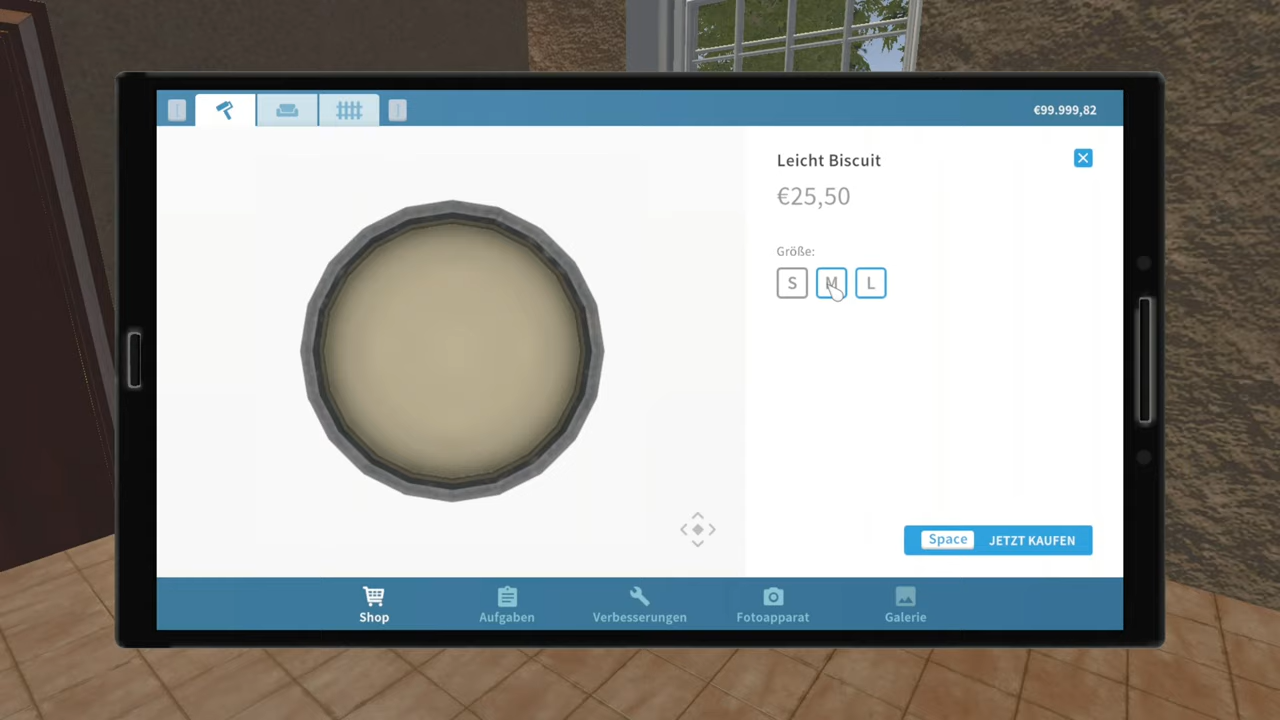 €99.999,82
Leicht Biscuit
€25,50
Größe:
S M L
Space JETZT KAUFEN
Shop Aufgaben Verbesserungen Fotoapparat Galerie